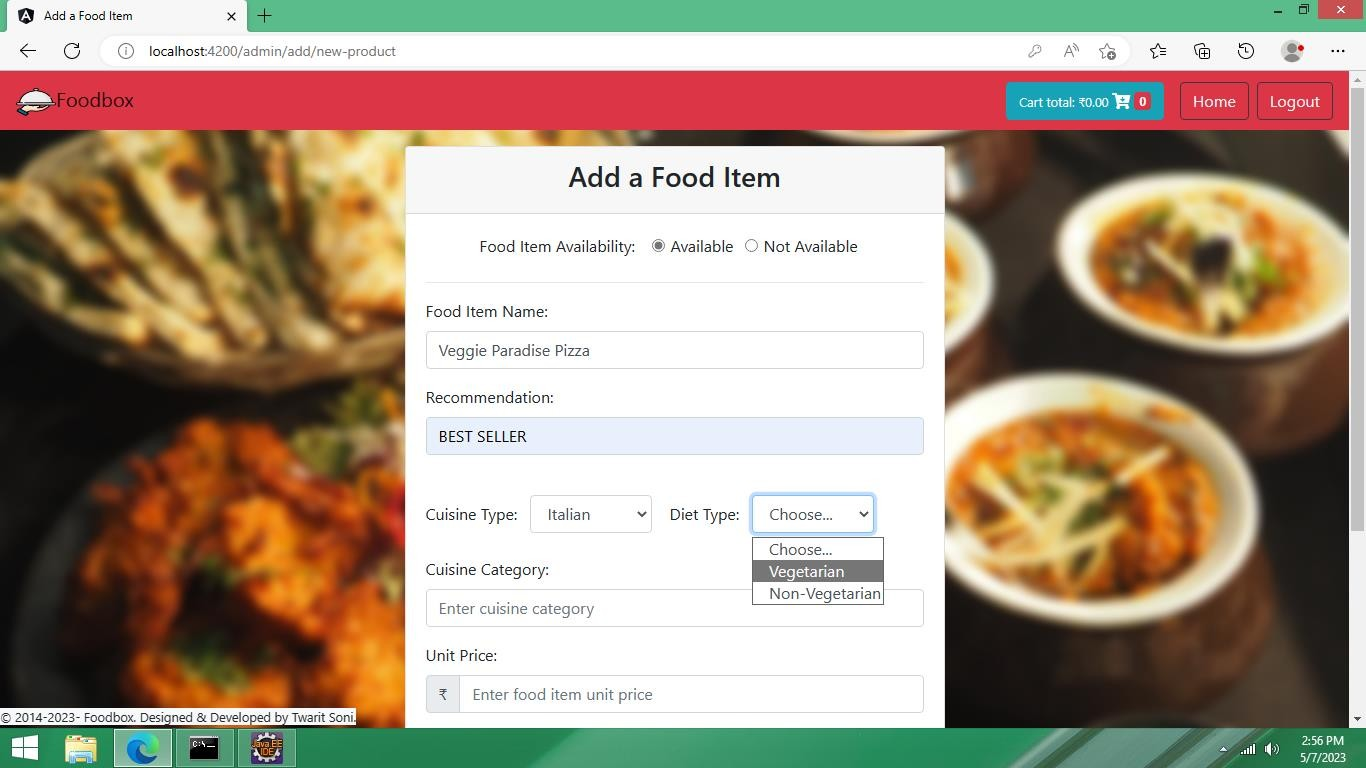 Add a Food Item
localhost:4200/admin/add/new-product
Foodbox
Cart total: ₹0.00 0
Home
Logout
Add a Food Item
Food Item Availability: Available Not Available
Food Item Name:
Veggie Paradise Pizza
Recommendation:
BEST SELLER
Cuisine Type: Italian Diet Type: Choose...
Choose...
Vegetarian
Non-Vegetarian
Cuisine Category:
Enter cuisine category
Unit Price:
₹ Enter food item unit price
© 2014-2023- Foodbox. Designed & Developed by Twarit Soni.
C:\_
Java EE
IDE
2:56 PM
5/7/2023